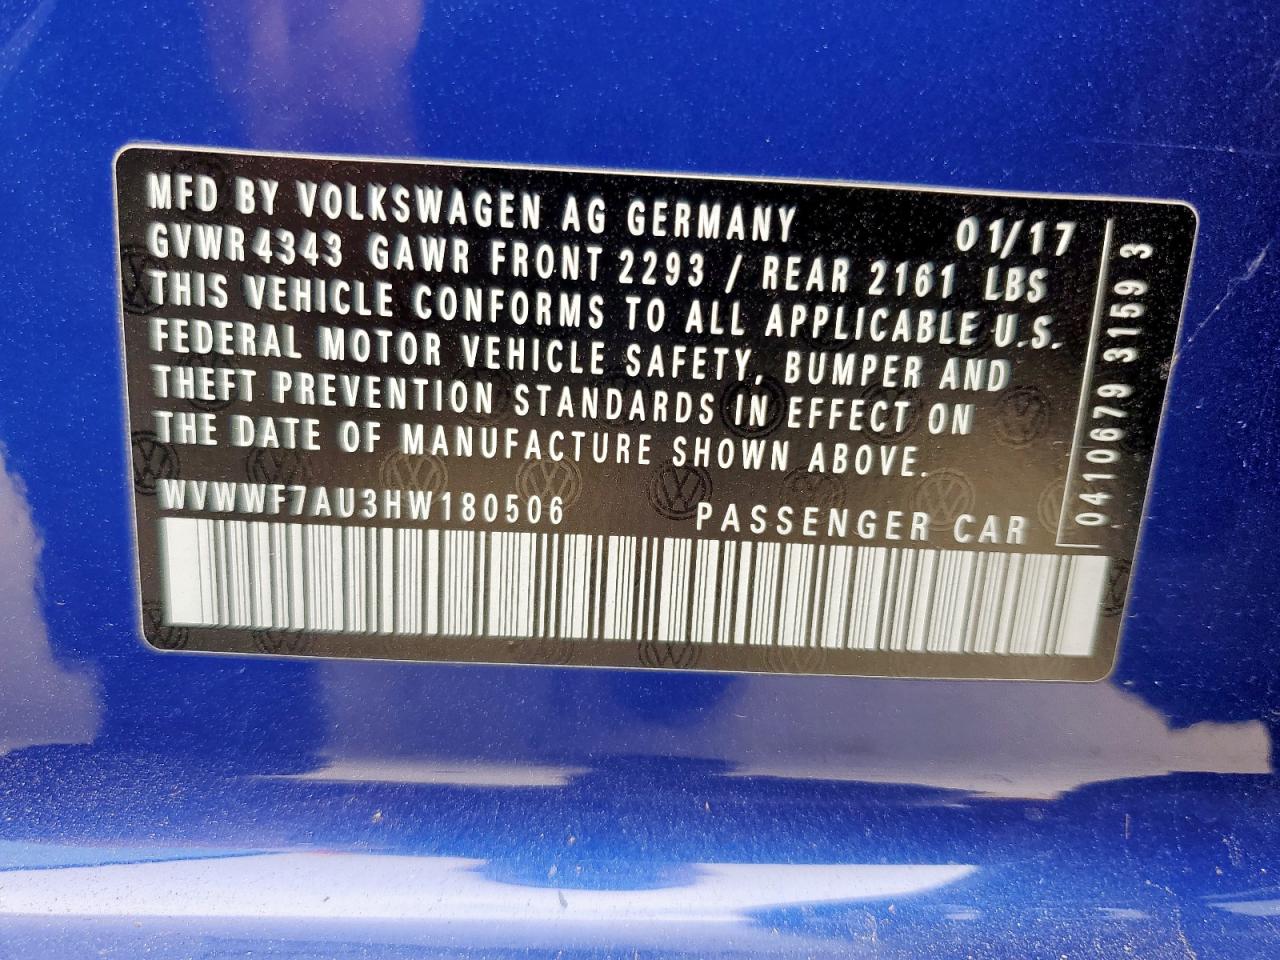 MFD BY VOLKSWAGEN AG GERMANY 01/17
GVWR 4343 GAWR FRONT 2293 / REAR 2161 LBS
THIS VEHICLE CONFORMS TO ALL APPLICABLE U.S.
FEDERAL MOTOR VEHICLE SAFETY, BUMPER AND
THEFT PREVENTION STANDARDS IN EFFECT ON
THE DATE OF MANUFACTURE SHOWN ABOVE.
WVWWF7AU3HW180506 PASSENGER CAR
0410679 3159 3